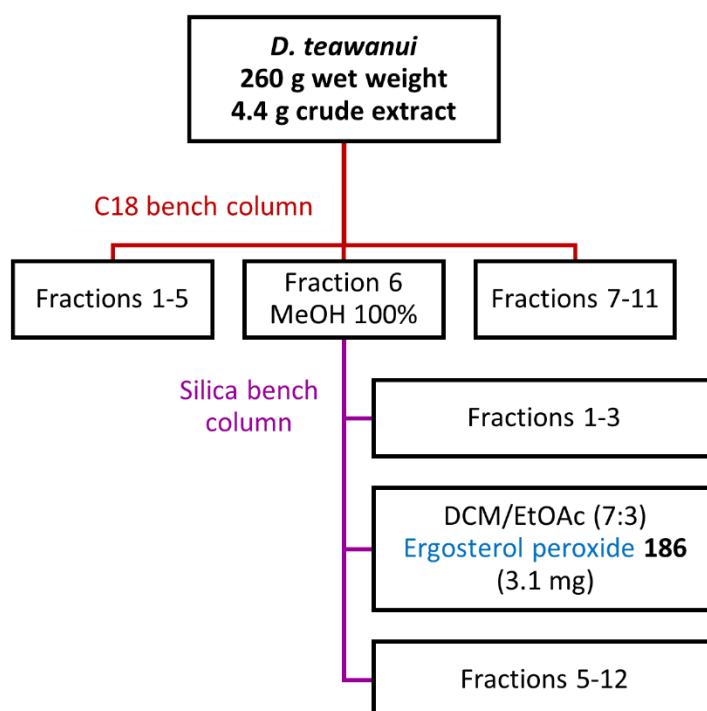 D. teawanui
260 g wet weight
4.4 g crude extract
C18 bench column
Fractions 1-5
Fraction 6
MeOH 100%
Fractions 7-11
Silica bench
column
Fractions 1-3
DCM/EtOAc (7:3)
Ergosterol peroxide 186
(3.1 mg)
Fractions 5-12